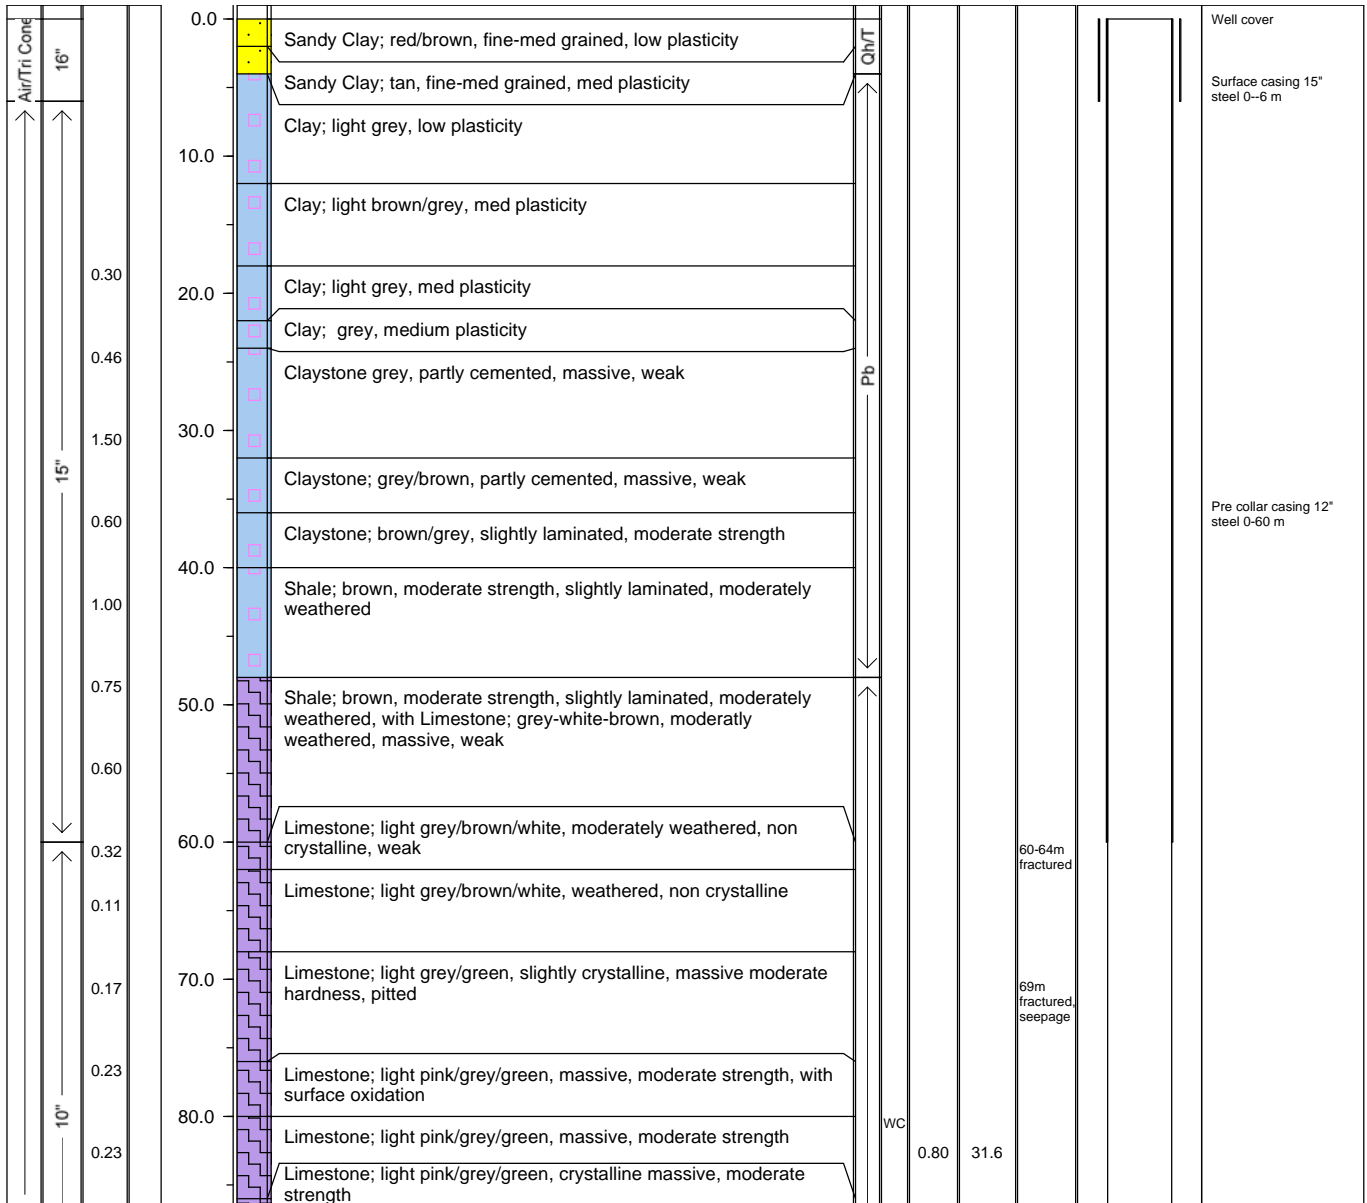 Air/Tri Cone
16"
0.0
Sandy Clay; red/brown, fine-med grained, low plasticity
Qh/T
Well cover
Sandy Clay; tan, fine-med grained, med plasticity
Surface casing 15"
steel 0--6 m
Clay; light grey, low plasticity
10.0
Clay; light brown/grey, med plasticity
0.30
20.0
Clay; light grey, med plasticity
Clay;  grey, medium plasticity
0.46
Claystone grey, partly cemented, massive, weak
Pb
30.0
1.50
15"
Claystone; grey/brown, partly cemented, massive, weak
0.60
Claystone; brown/grey, slightly laminated, moderate strength
Pre collar casing 12"
steel 0-60 m
40.0
Shale; brown, moderate strength, slightly laminated, moderately
weathered
1.00
0.75
50.0
Shale; brown, moderate strength, slightly laminated, moderately
weathered, with Limestone; grey-white-brown, moderatly
weathered, massive, weak
0.60
Limestone; light grey/brown/white, moderately weathered, non
crystalline, weak
60.0
0.32
60-64m
fractured
Limestone; light grey/brown/white, weathered, non crystalline
0.11
70.0
Limestone; light grey/green, slightly crystalline, massive moderate
hardness, pitted
0.17
69m
fractured,
seepage
0.23
Limestone; light pink/grey/green, massive, moderate strength, with
surface oxidation
80.0
10"
WC
Limestone; light pink/grey/green, massive, moderate strength
0.23
0.80
31.6
Limestone; light pink/grey/green, crystalline massive, moderate
strength